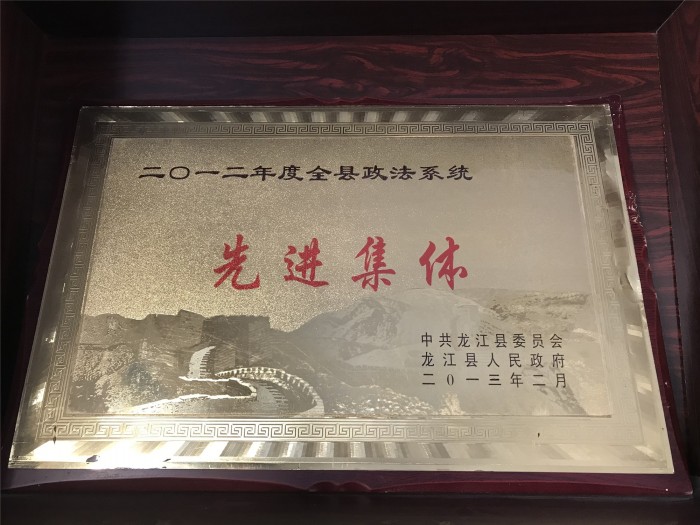 二〇一二年度全县政法系统
先进集体
中共龙江县委员会
龙江县人民政府
二〇一三年二月